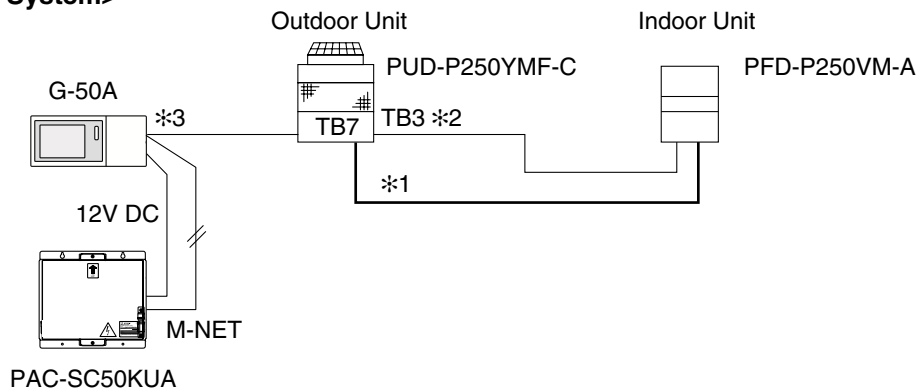 System>
Outdoor Unit
Indoor Unit
PUD-P250YMF-C
PFD-P250VM-A
G-50A
✻3
TB7
TB3 ✻2
✻1
12V DC
M-NET
PAC-SC50KUA